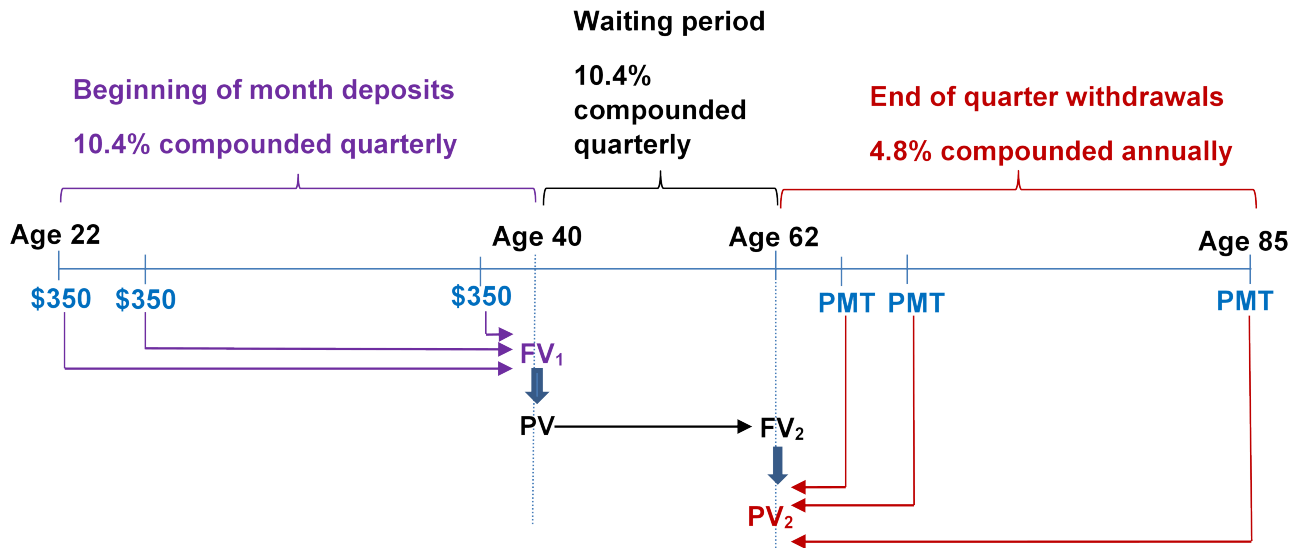 Waiting period
10.4%
compounded
quarterly
Beginning of month deposits
10.4% compounded quarterly
End of quarter withdrawals
4.8% compounded annually
Age 22
Age 40
Age 62
Age 85
$350
$350
$350
PMT
PMT
PMT
FV₁
PV
FV₂
PV₂